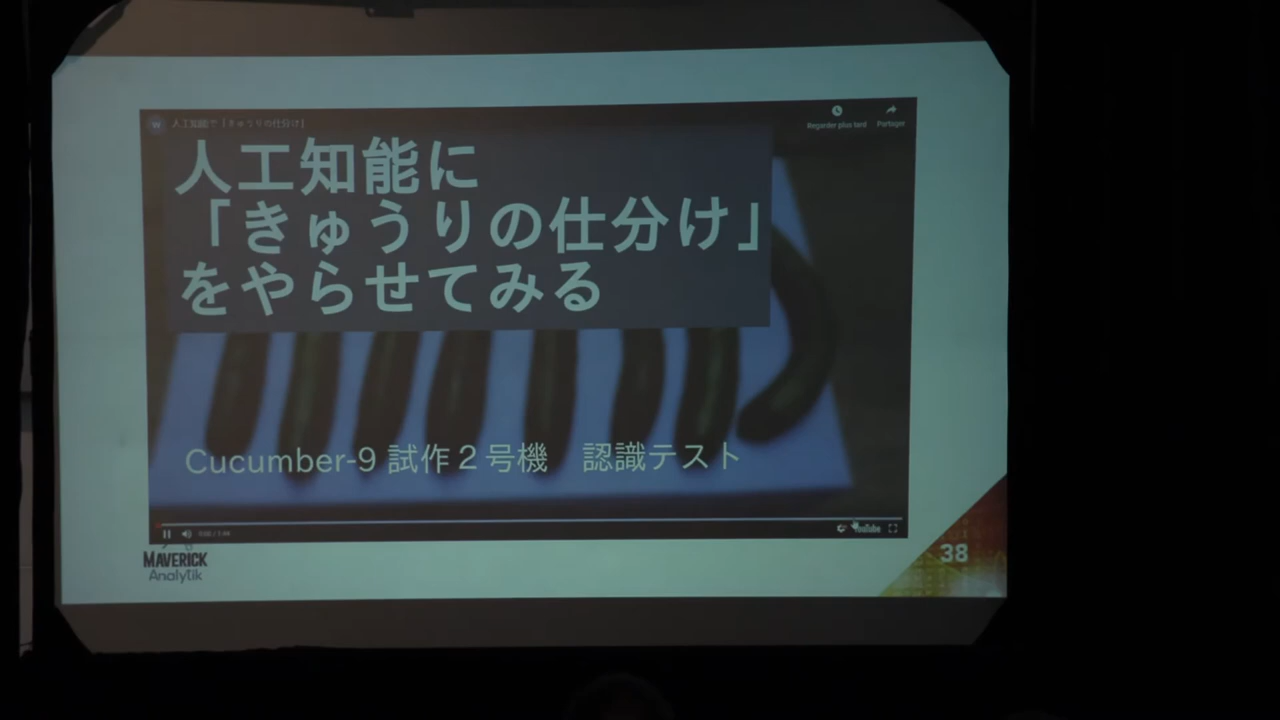 人工知能で「きゅうりの仕分け」
Regarder plus tard
Partager
人工知能に
「きゅうりの仕分け」
をやらせてみる
Cucumber-9 試作２号機　認識テスト
YouTube
MAVERICK
Analytik
38